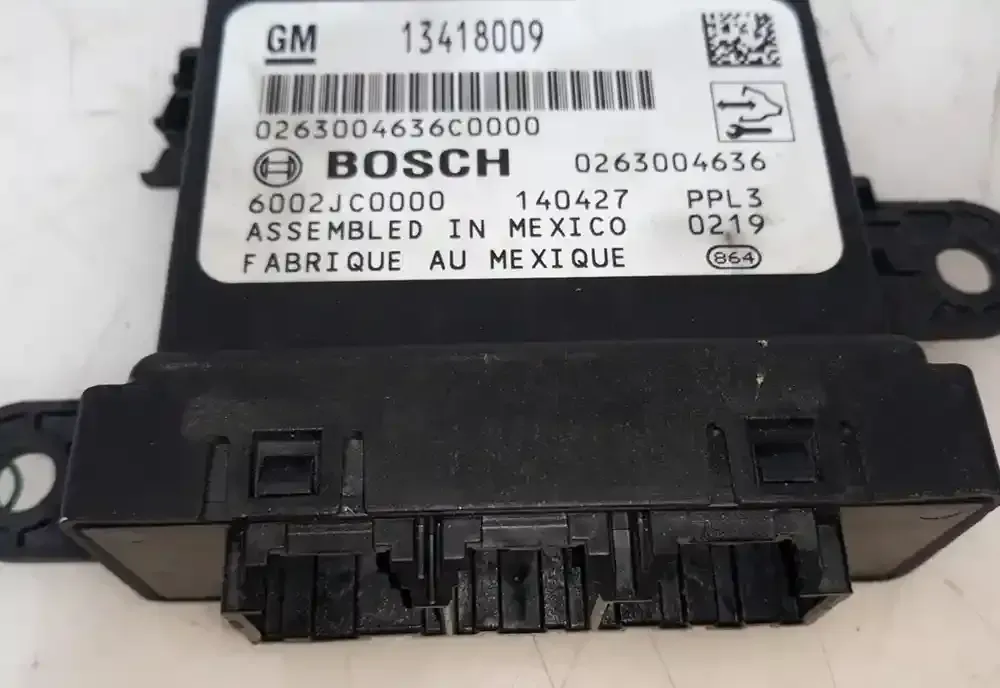 GM 13418009
0263004636C0000
BOSCH 0263004636
6002JC0000 140427 PPL3
ASSEMBLED IN MEXICO 0219
FABRIQUE AU MEXIQUE 864